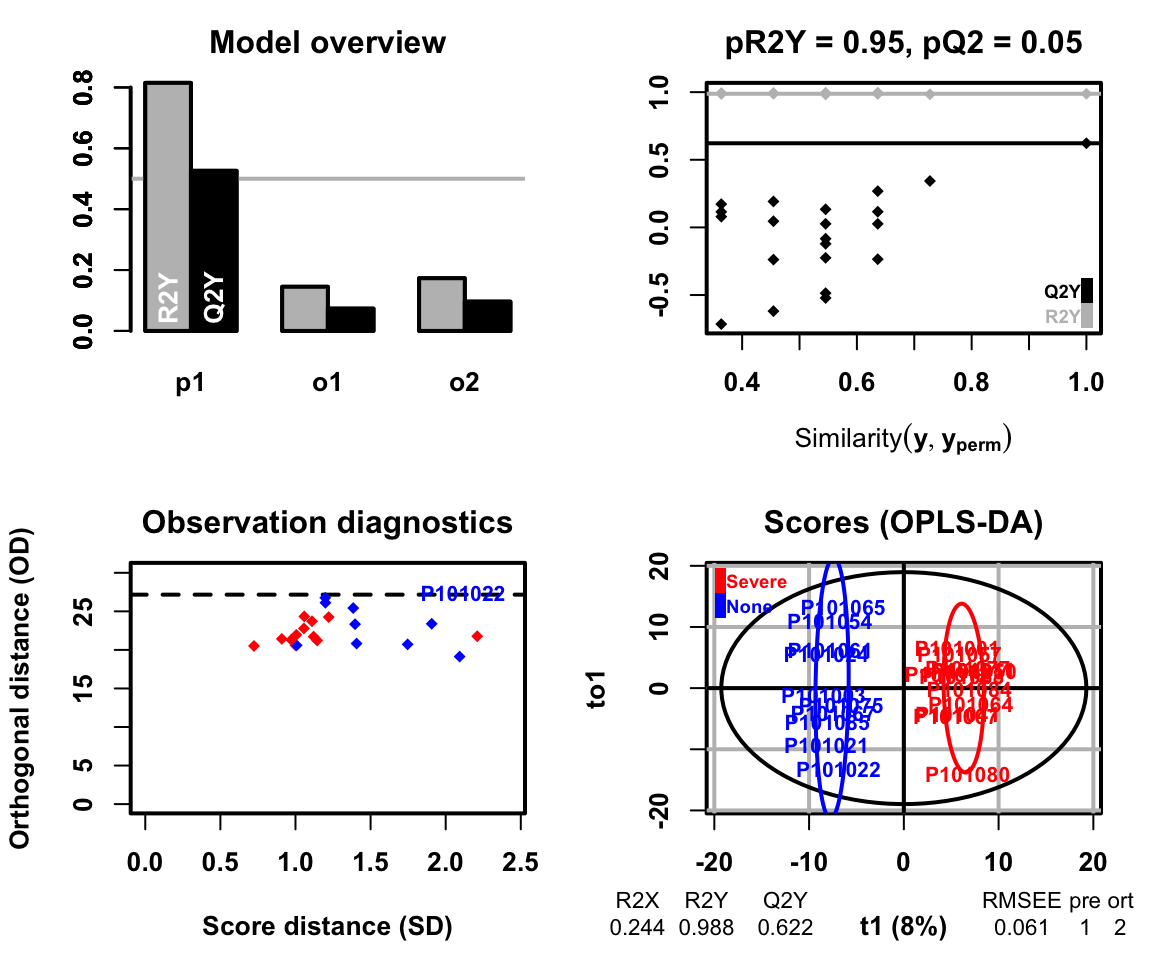 Model overview
0.0 0.2 0.4 0.6 0.8
R2Y
Q2Y
p1 o1 o2
pR2Y = 0.95, pQ2 = 0.05
-0.5 0.0 0.5 1.0
Q2Y
R2Y
0.4 0.6 0.8 1.0
Similarity(y, yperm)
Observation diagnostics
Orthogonal distance (OD)
0 5 15 25
P101022
0.0 0.5 1.0 1.5 2.0 2.5
Score distance (SD)
Scores (OPLS-DA)
to1
-20 0 10 20
Severe
None
P101065
P101054
P101021
P101022
P101064
P101080
-20 -10 0 10 20
R2X R2Y Q2Y RMSEE pre ort
0.244 0.988 0.622 t1 (8%) 0.061 1 2